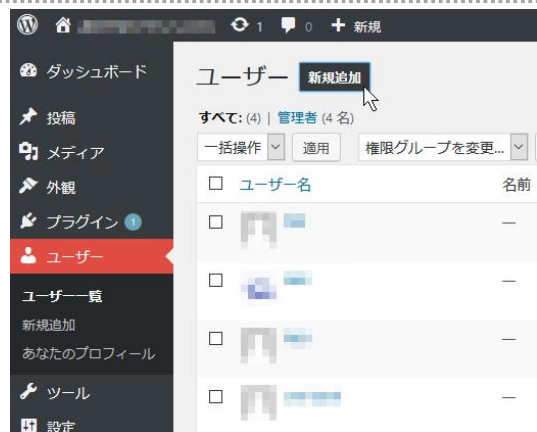 1 0 + 新規
ダッシュボード
投稿
メディア
外観
プラグイン 1
ユーザー
ユーザー一覧
新規追加
あなたのプロフィール
ツール
設定
ユーザー 新規追加
すべて: (4) | 管理者 (4 名)
一括操作 適用 権限グループを変更...
ユーザー名 名前
—
—
—
—